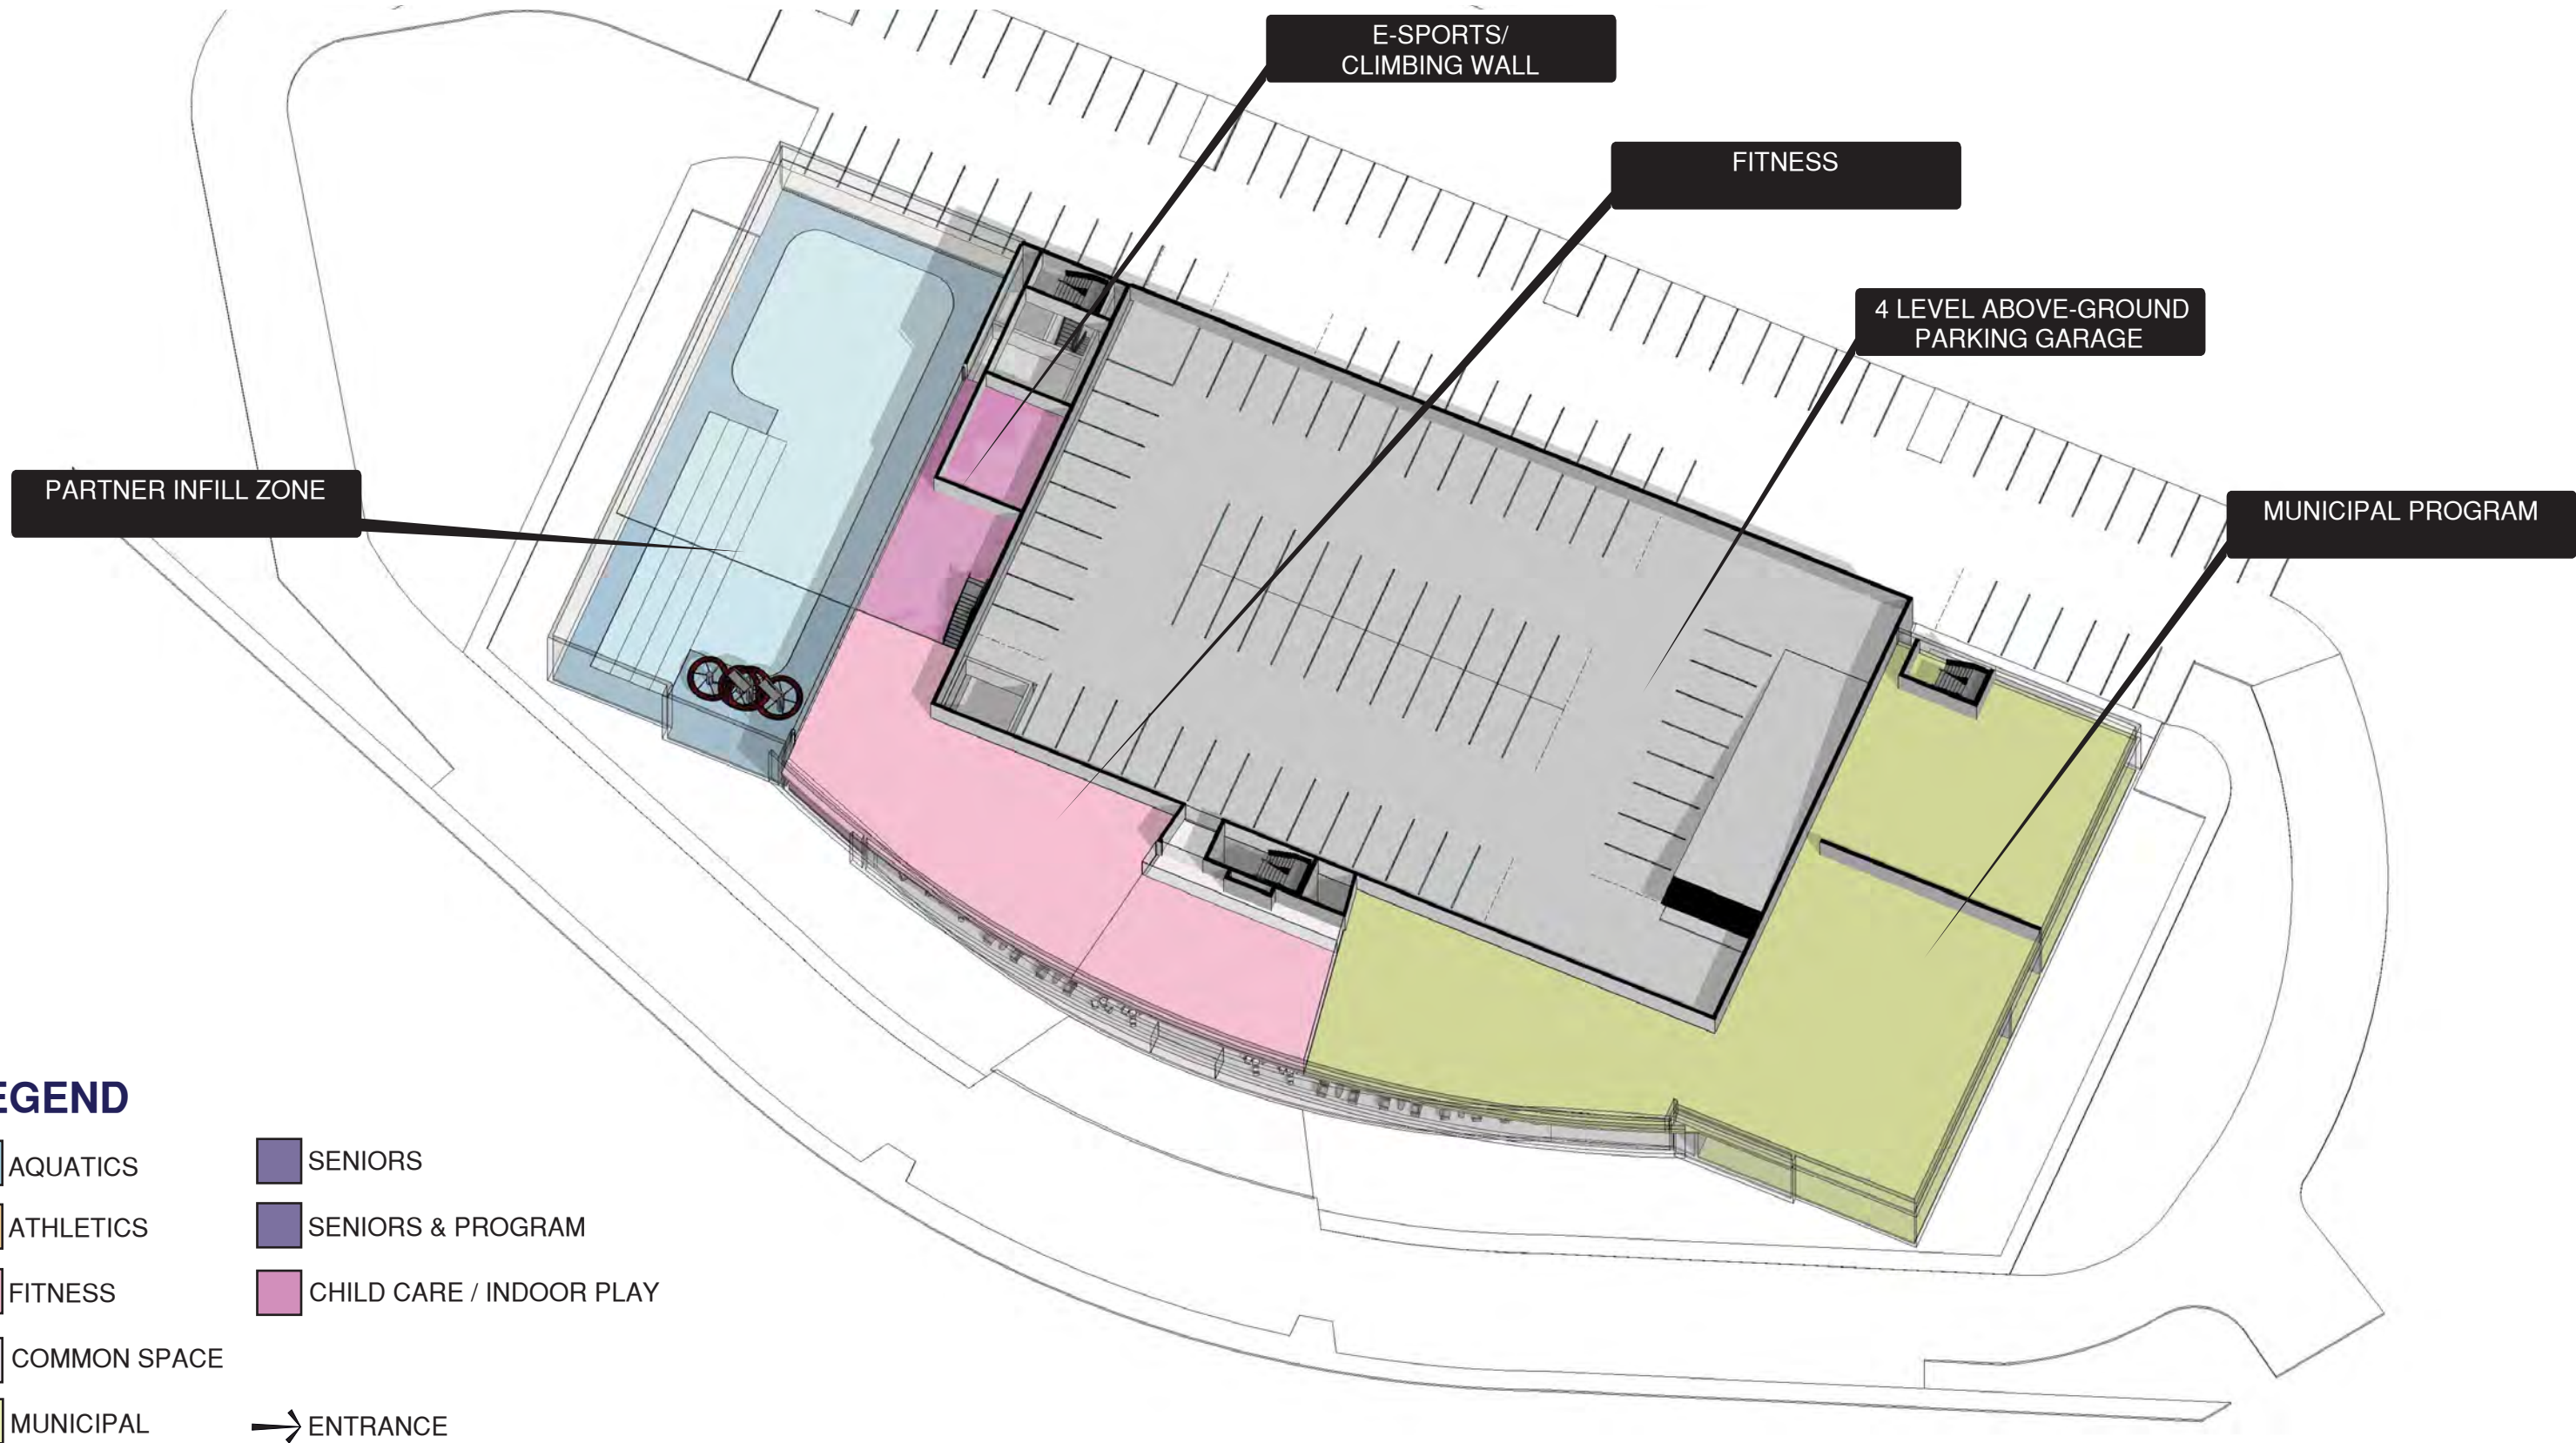 E-SPORTS/
CLIMBING WALL
FITNESS
4 LEVEL ABOVE-GROUND
PARKING GARAGE
PARTNER INFILL ZONE
MUNICIPAL PROGRAM
EGEND
AQUATICS
ATHLETICS
FITNESS
COMMON SPACE
MUNICIPAL
SENIORS
SENIORS & PROGRAM
CHILD CARE / INDOOR PLAY
ENTRANCE